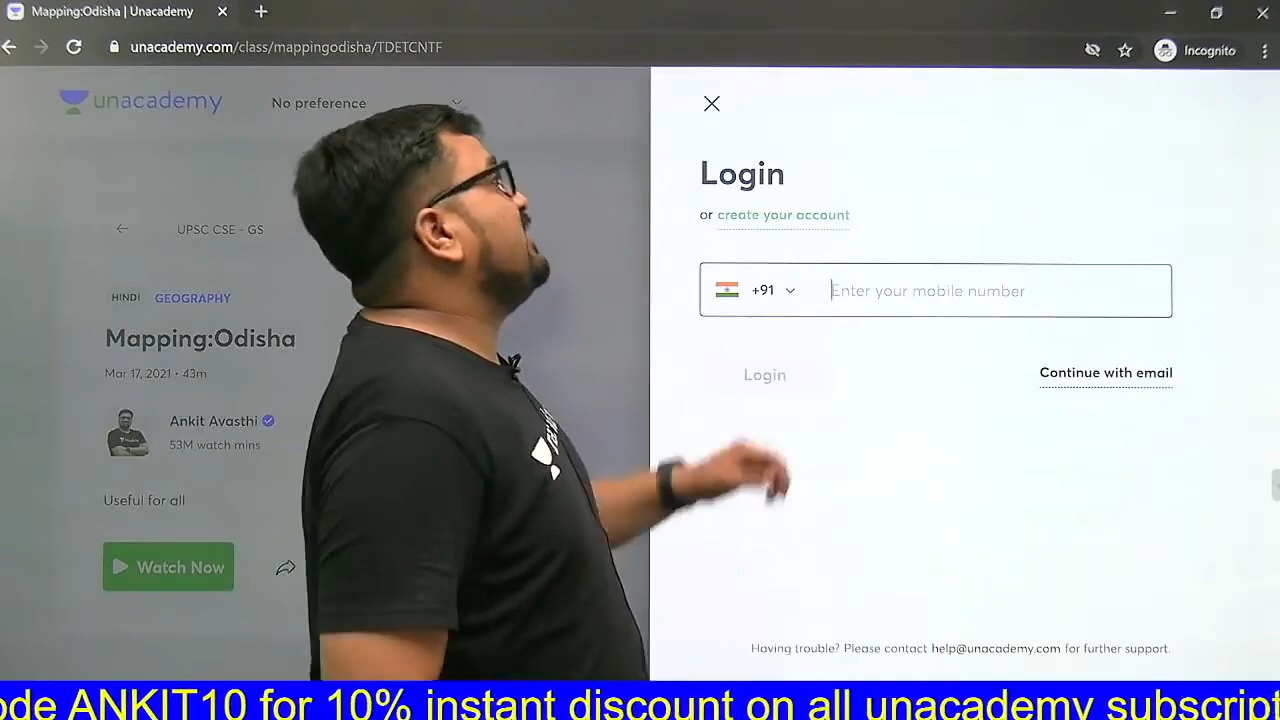 Mapping:Odisha | Unacademy
unacademy.com/class/mappingodisha/TDETCNTF
Incognito
unacademy
No preference
UPSC CSE - GS
HINDI GEOGRAPHY
Mapping:Odisha
Mar 17, 2021 • 43m
Ankit Avasthi
53M watch mins
Useful for all
Watch Now
Login
or create your account
+91
Enter your mobile number
Login
Continue with email
Having trouble? Please contact help@unacademy.com for further support.
ode ANKIT10 for 10% instant discount on all unacademy subscript